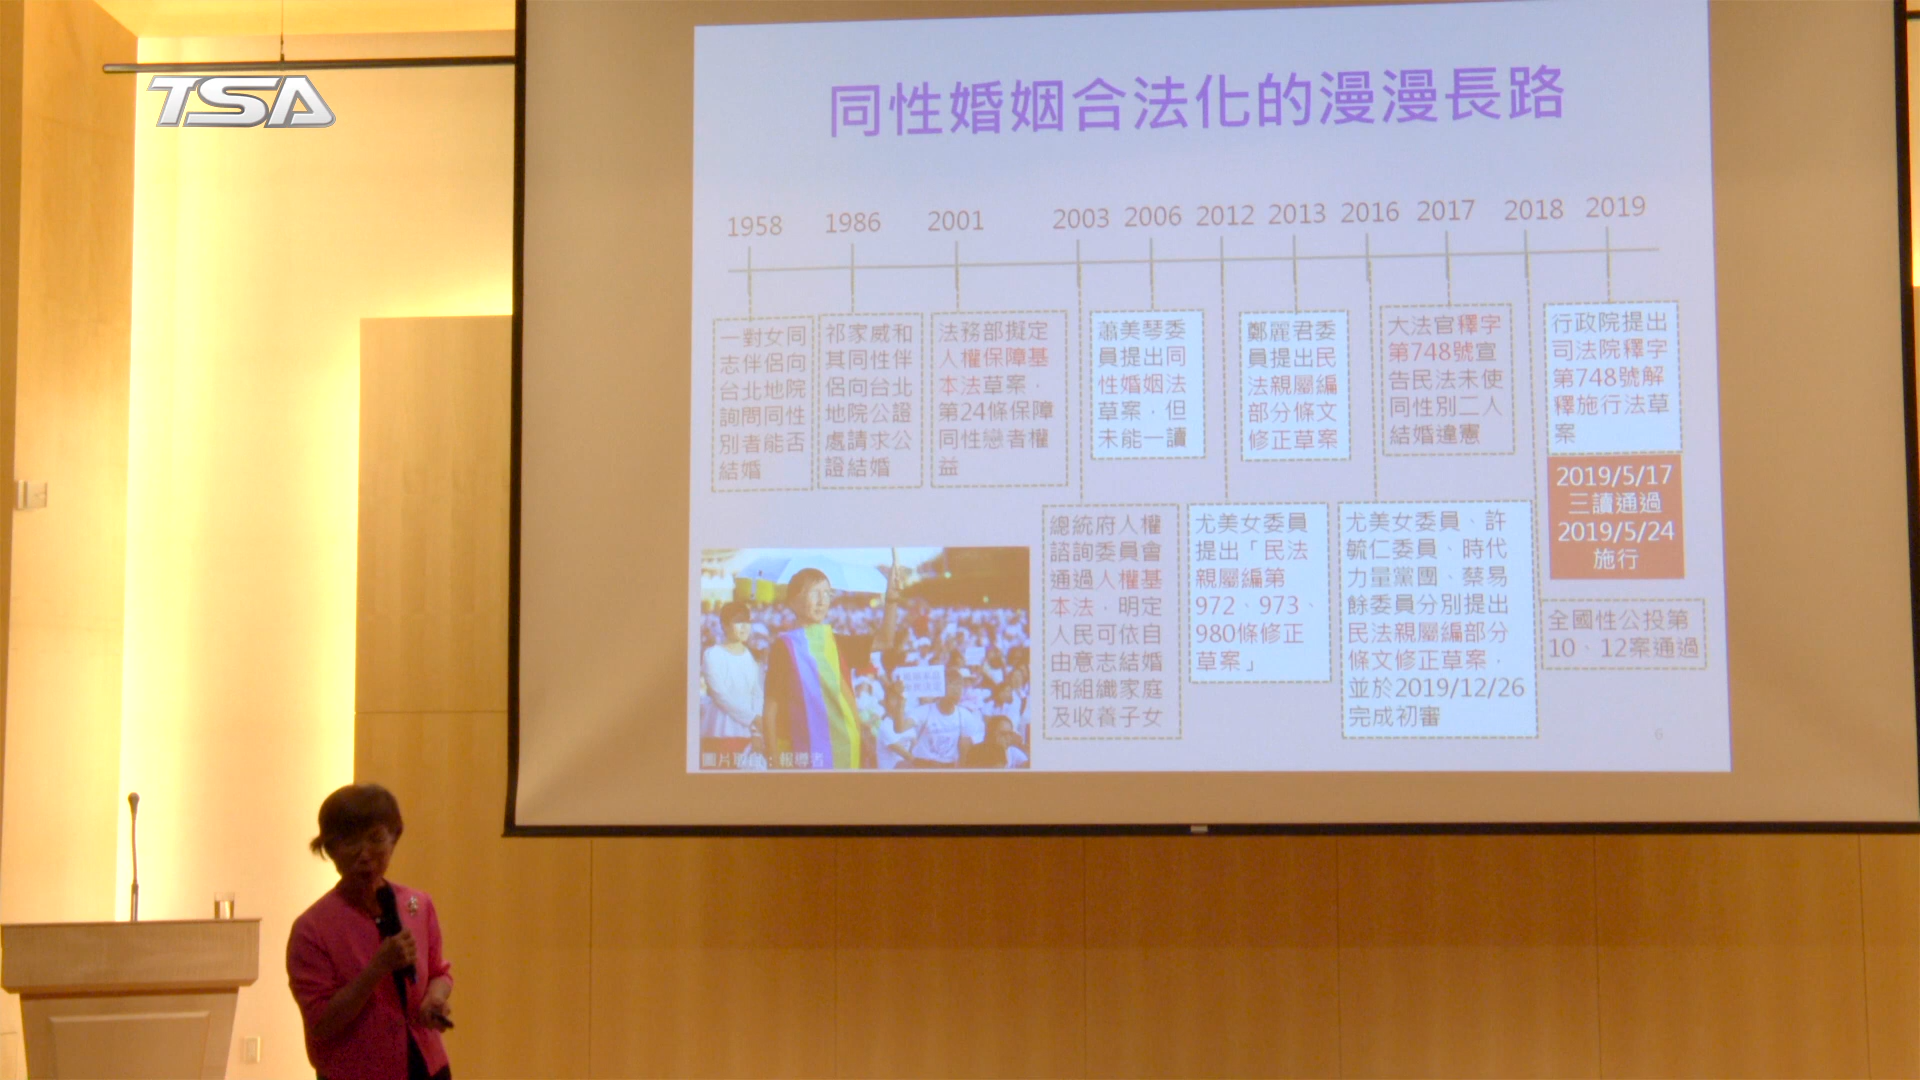 TSA
同性婚姻合法化的漫漫長路
1958 1986 2001 2003 2006 2012 2013 2016 2017 2018 2019
一對女同
志伴侶向
台北地院
詢問同性
別者能否
結婚
祁家威和
其同性伴
侶向台北
地院公證
處請求公
證結婚
法務部擬定
人權保障基
本法草案，
第24條保障
同性戀者權
益
蕭美琴委
員提出同
性婚姻法
草案，但
未能一讀
鄭麗君委
員提出民
法親屬編
部分條文
修正草案
大法官釋字
第748號宣
告民法未使
同性別二人
結婚違憲
行政院提出
司法院釋字
第748號解
釋施行法草
案
2019/5/17
三讀通過
2019/5/24
施行
總統府人權
諮詢委員會
通過人權基
本法，明定
人民可依自
由意志結婚
和組織家庭
及收養子女
尤美女委員
提出「民法
親屬編第
972、973、
980條修正
草案」
尤美女委員、許
毓仁委員、時代
力量黨團、蔡易
餘委員分別提出
民法親屬編部分
條文修正草案，
並於2019/12/26
完成初審
全國性公投第
10、12案通過
圖片取自：報導者
6